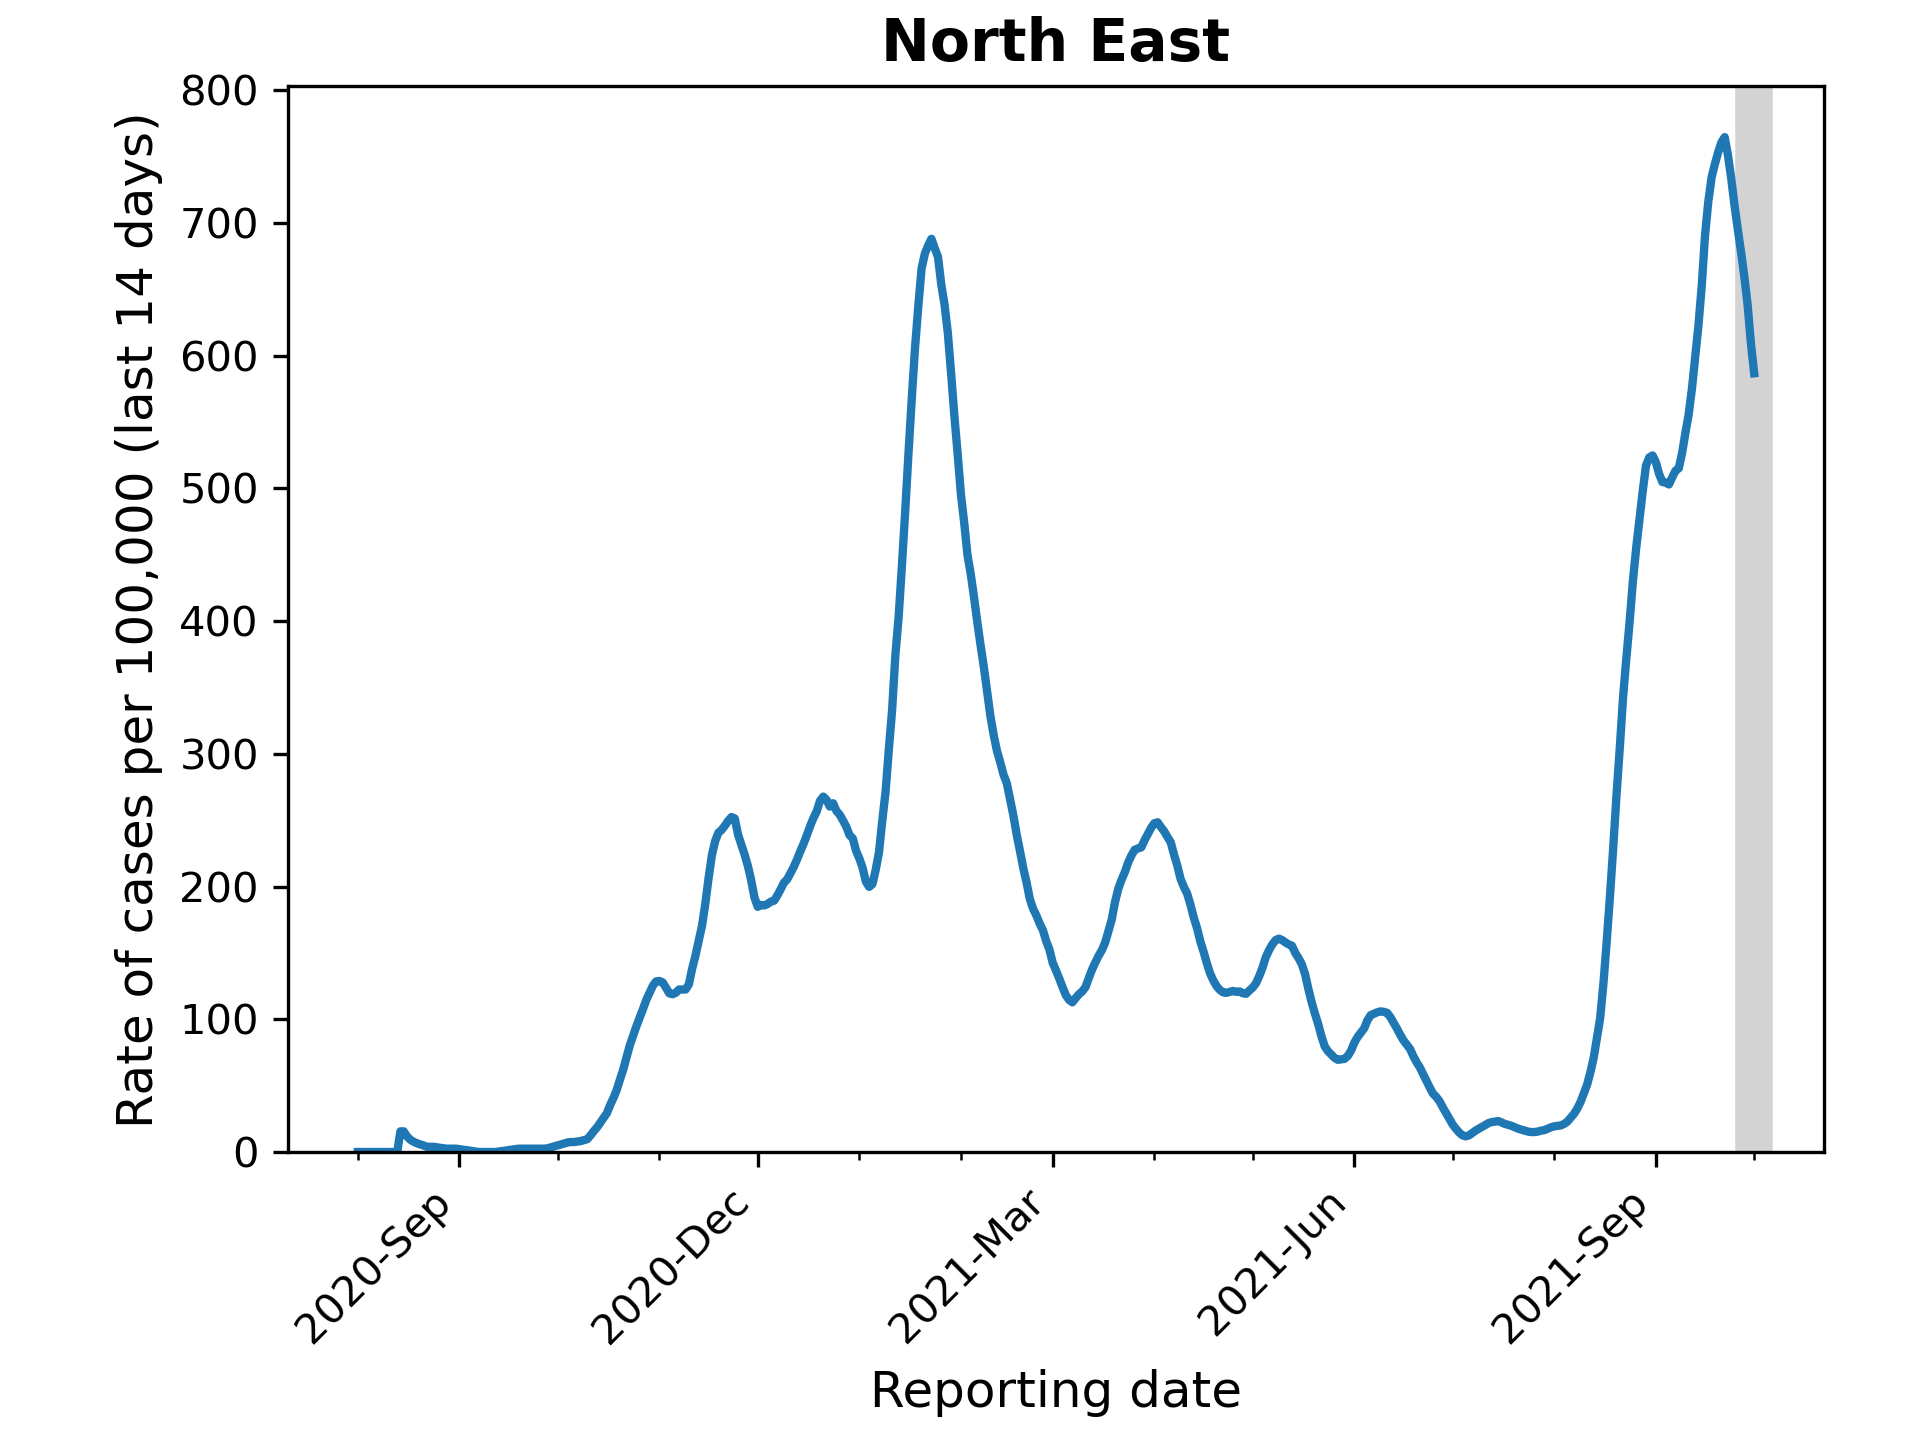 North East
Rate of cases per 100,000 (last 14 days)
800
700
600
500
400
300
200
100
0
2020-Sep
2020-Dec
2021-Mar
2021-Jun
2021-Sep
Reporting date